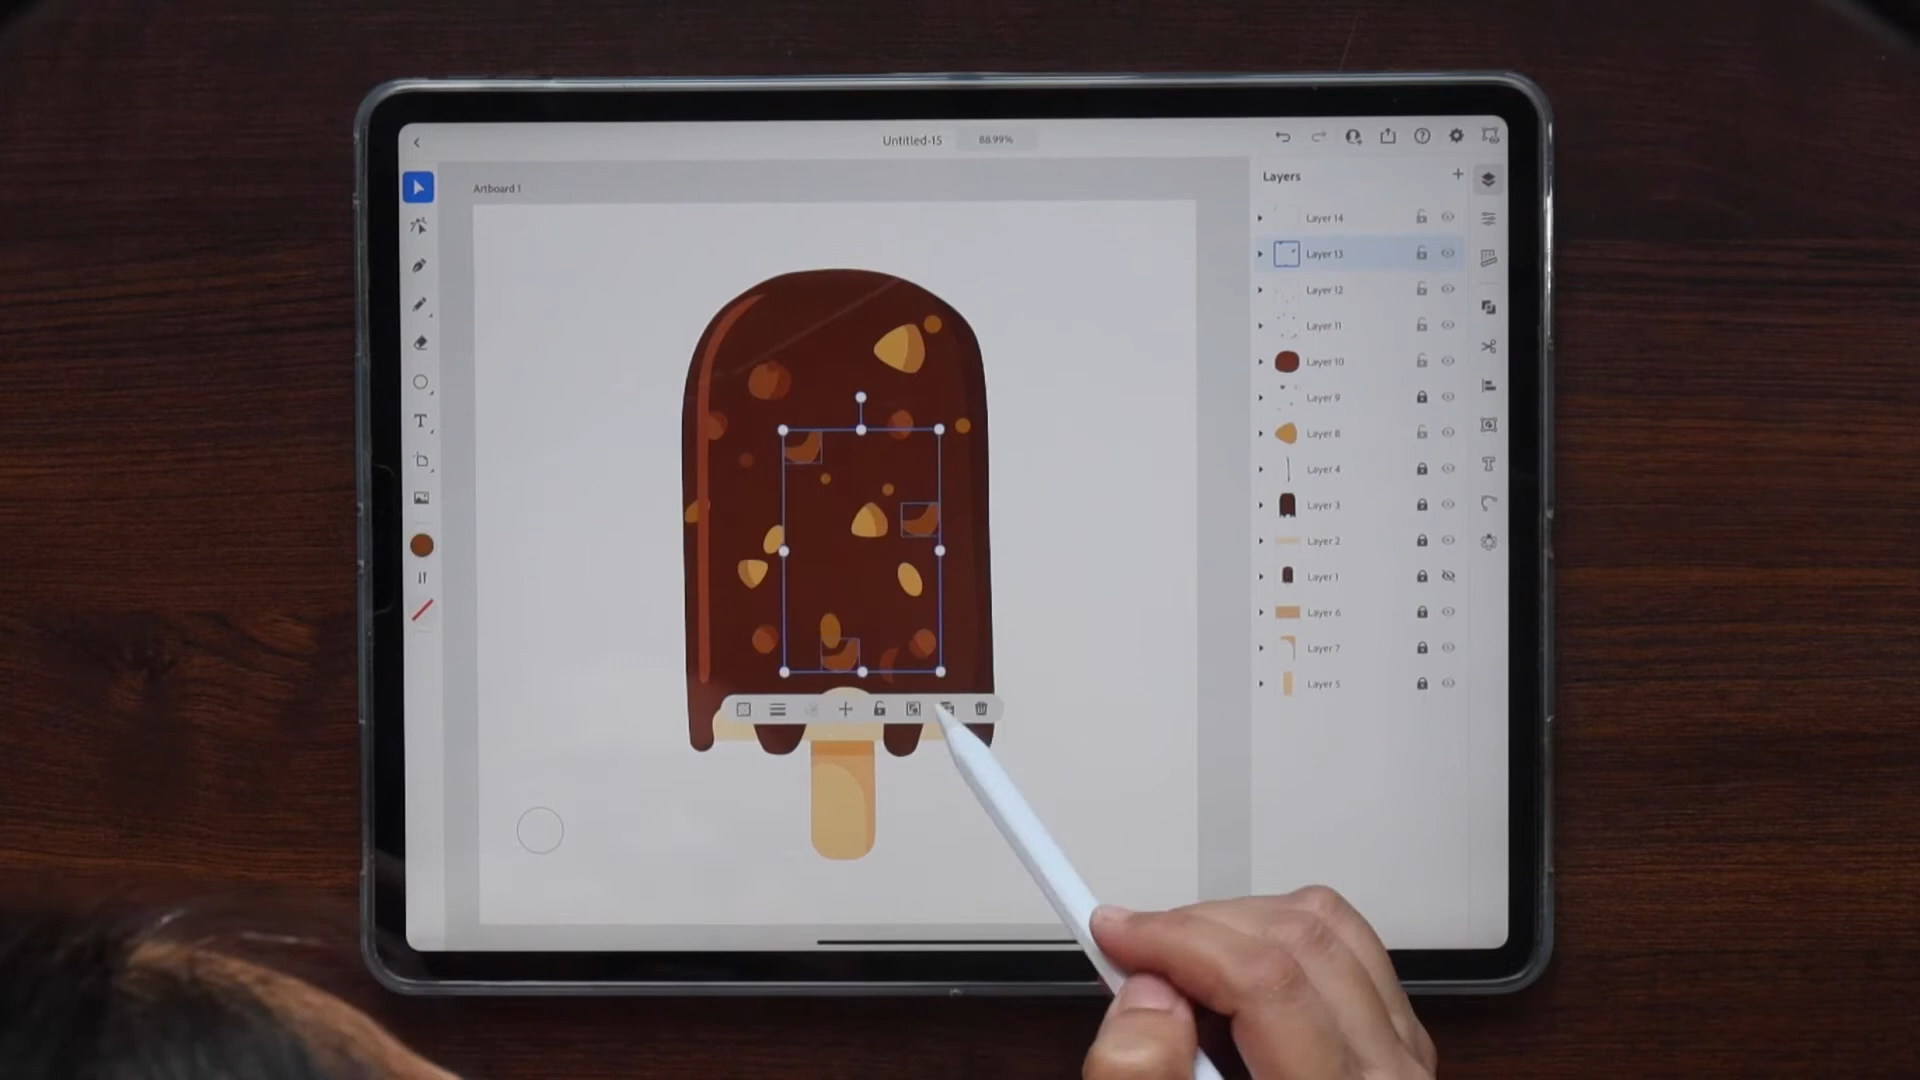 Untitled-15
88.99%
Artboard 1
Layers
Layer 14
Layer 13
Layer 12
Layer 11
Layer 10
Layer 9
Layer 8
Layer 4
Layer 3
Layer 2
Layer 1
Layer 6
Layer 7
Layer 5